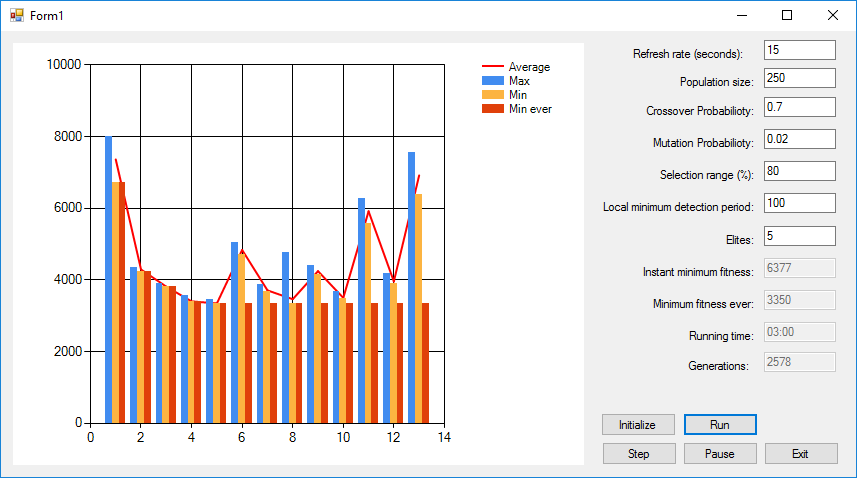 Form1
10000
8000
6000
4000
2000
0
0 2 4 6 8 10 12 14
Average
Max
Min
Min ever
Refresh rate (seconds): 15
Population size: 250
Crossover Probabilioty: 0.7
Mutation Probabilioty: 0.02
Selection range (%): 80
Local minimum detection period: 100
Elites: 5
Instant minimum fitness: 6377
Minimum fitness ever: 3350
Running time: 03:00
Generations: 2578
Initialize Run
Step Pause Exit